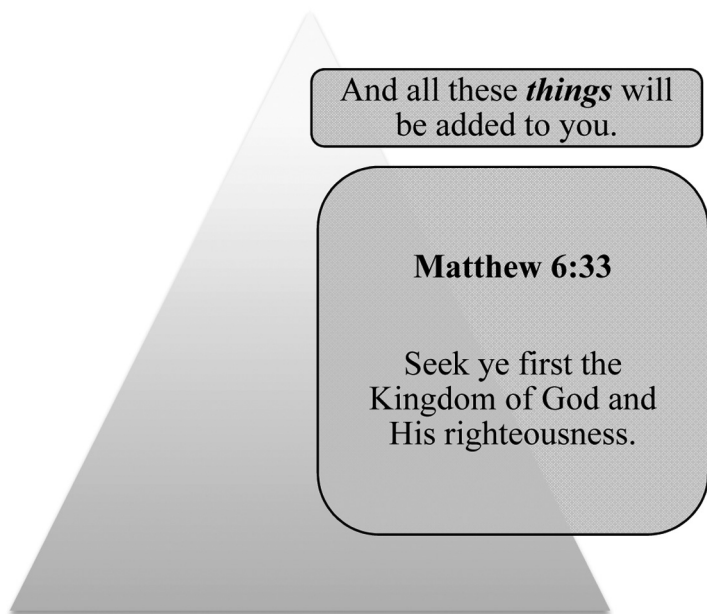 And all these things will
be added to you.
Matthew 6:33
Seek ye first the
Kingdom of God and
His righteousness.